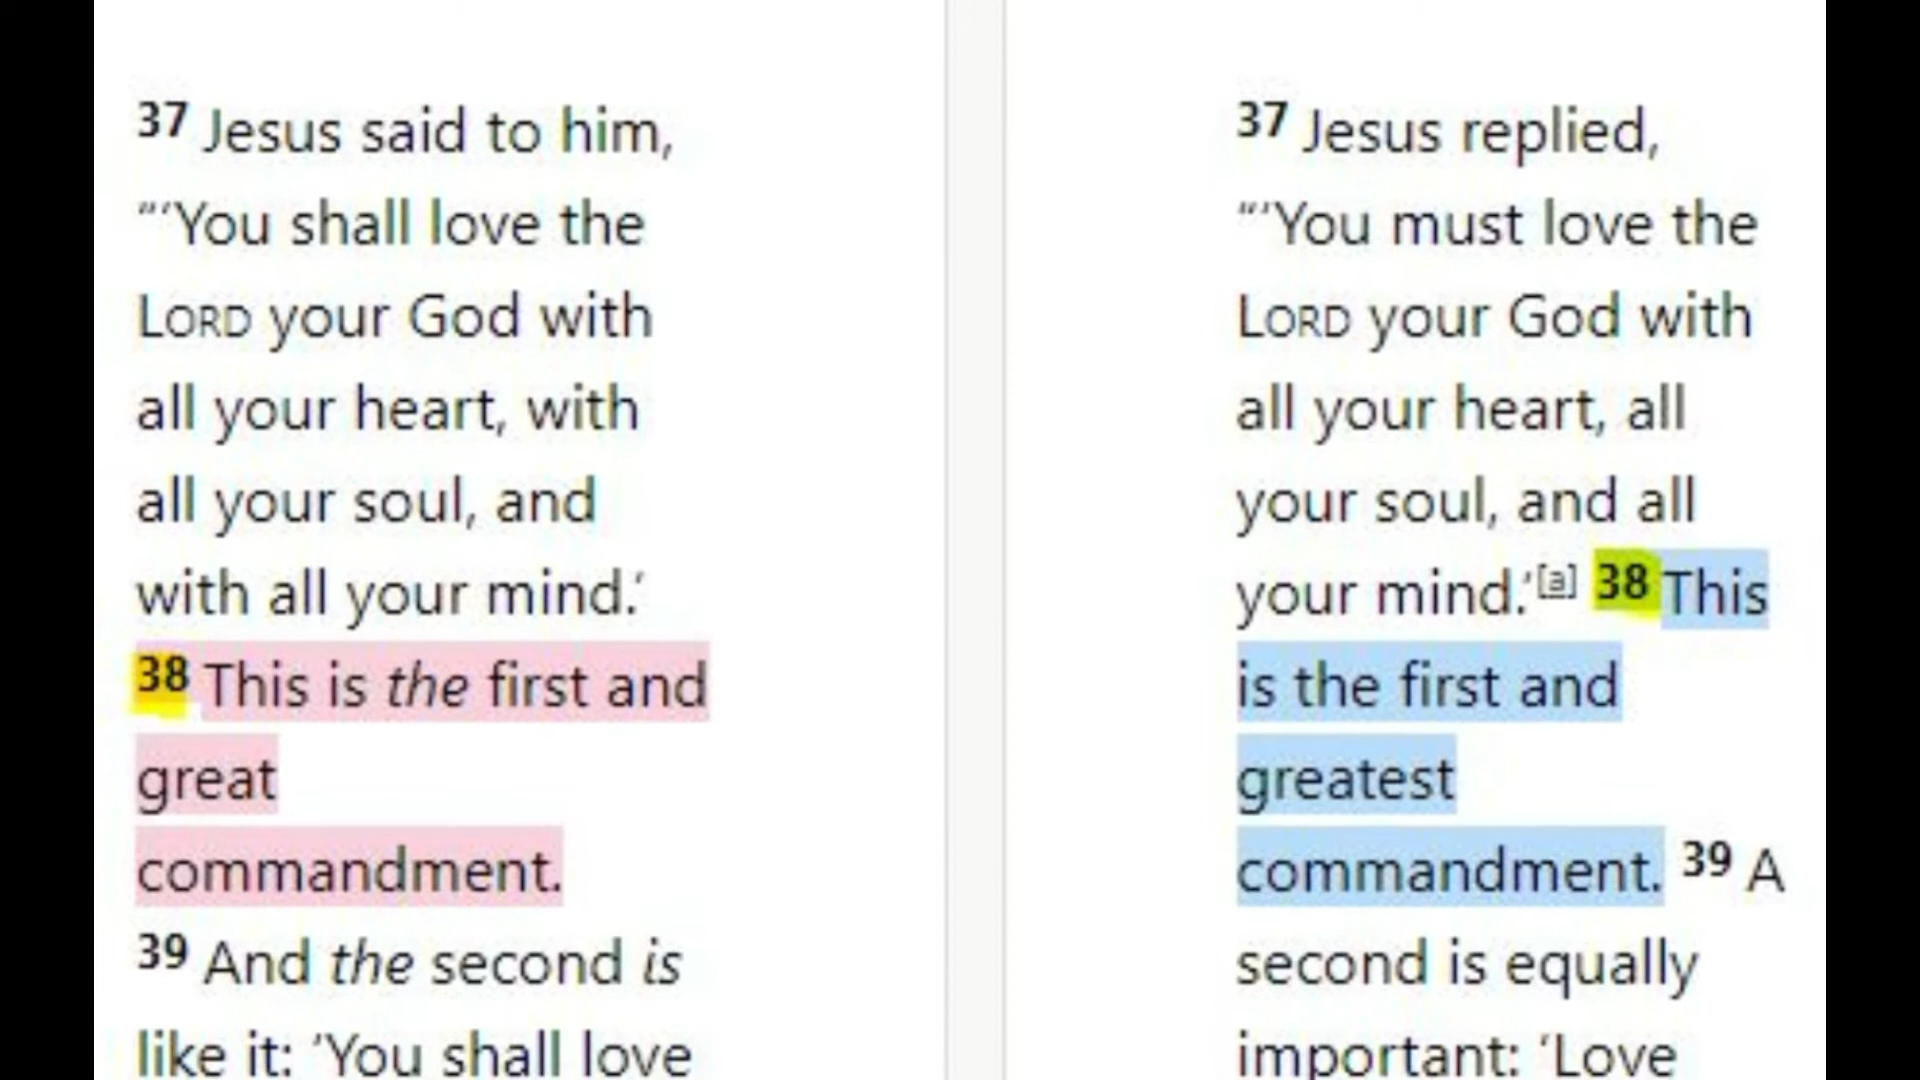 37 Jesus said to him,
“‘You shall love the
LORD your God with
all your heart, with
all your soul, and
with all your mind.’
38 This is the first and
great
commandment.
39 And the second is
like it: ‘You shall love
37 Jesus replied,
“‘You must love the
LORD your God with
all your heart, all
your soul, and all
your mind.’[a] 38 This
is the first and
greatest
commandment. 39 A
second is equally
important: ‘Love